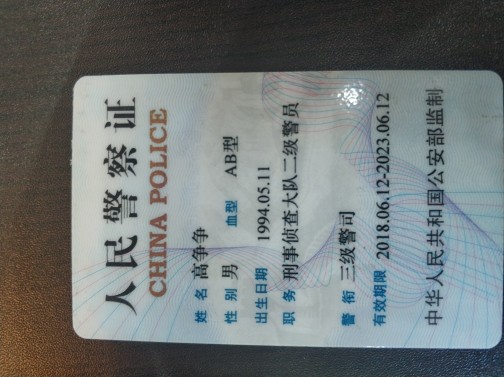 人民警察证
CHINA POLICE
姓名 高争争
性别 男 血型 AB型
出生日期 1994.05.11
职务 刑事侦查大队二级警员
警衔 三级警司
有效期限 2018.06.12-2023.06.12
中华人民共和国公安部监制